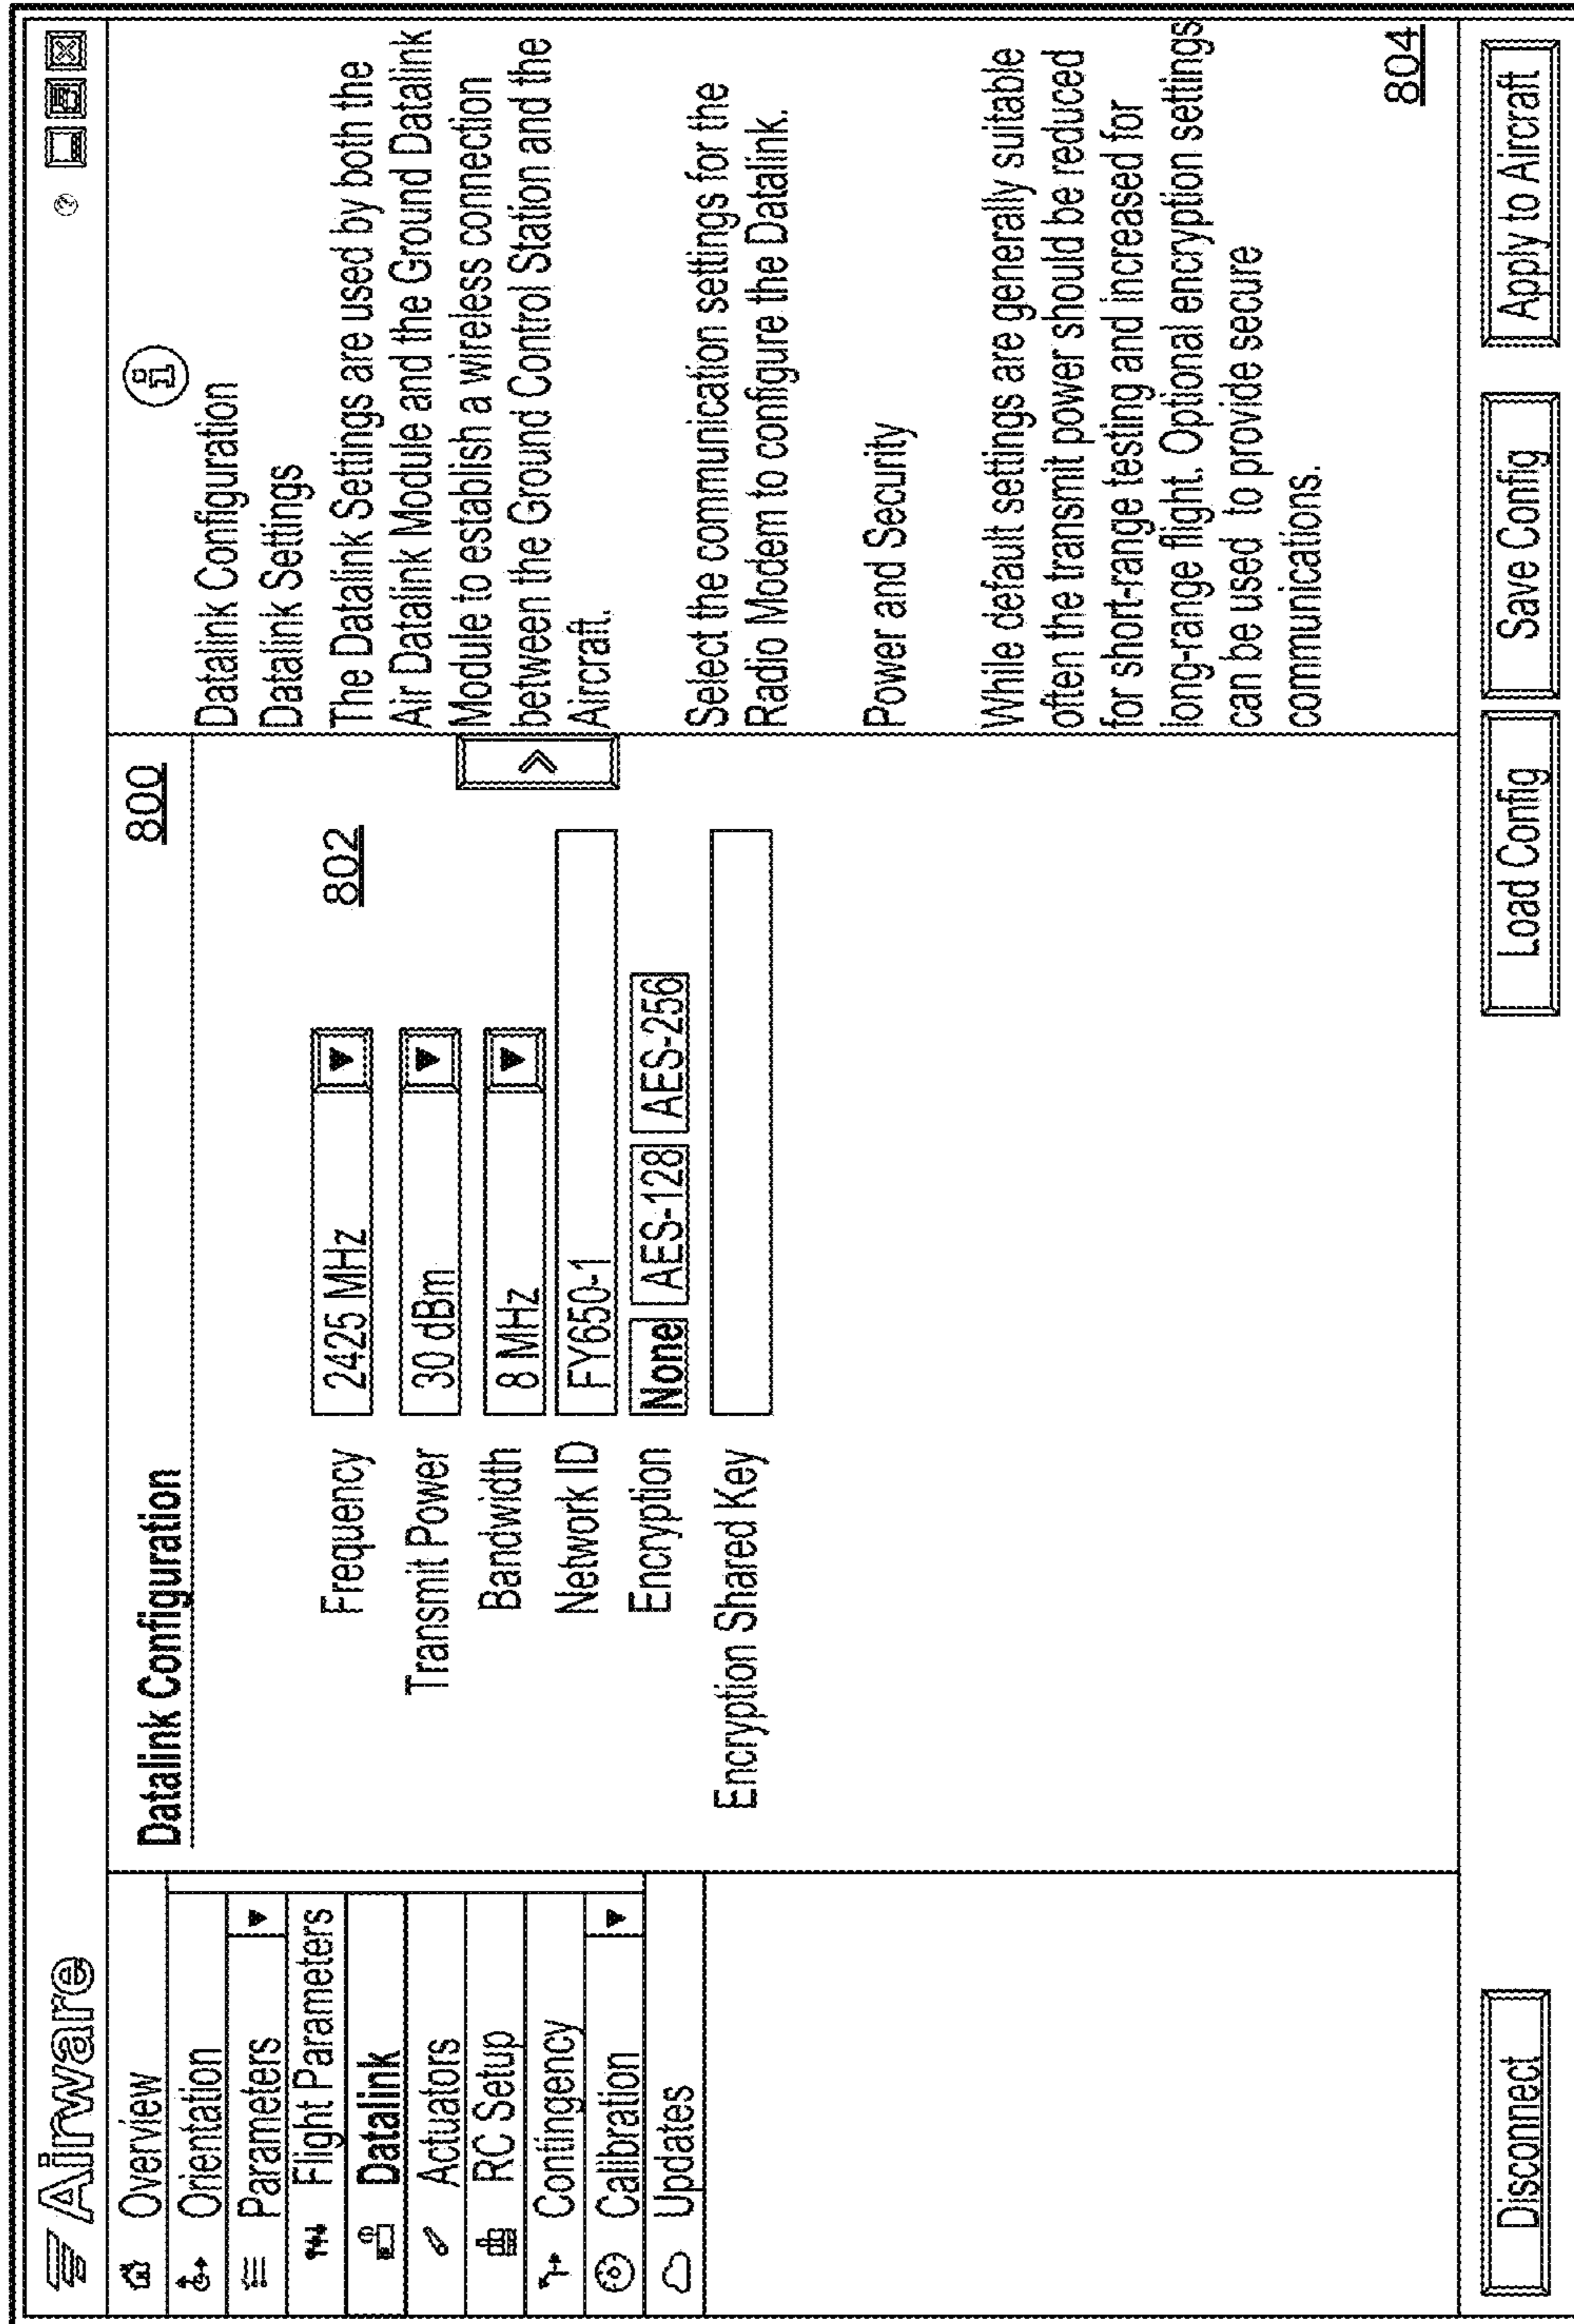 Airware
Overview
Orientation
Parameters
Flight Parameters
Datalink
Actuators
RC Setup
Contingency
Calibration
Updates
Datalink Configuration
800
802
Frequency 2425 MHz
Transmit Power 30 dBm
Bandwidth 8 MHz
Network ID FY650-1
Encryption None AES-128 AES-256
Encryption Shared Key
>
i
Datalink Configuration
Datalink Settings
The Datalink Settings are used by both the
Air Datalink Module and the Ground Datalink
Module to establish a wireless connection
between the Ground Control Station and the
Aircraft.
Select the communication settings for the
Radio Modem to configure the Datalink.
Power and Security
While default settings are generally suitable
often the transmit power should be reduced
for short-range testing and increased for
long-range flight. Optional encryption settings
can be used to provide secure
communications.
804
Disconnect
Load Config
Save Config
Apply to Aircraft